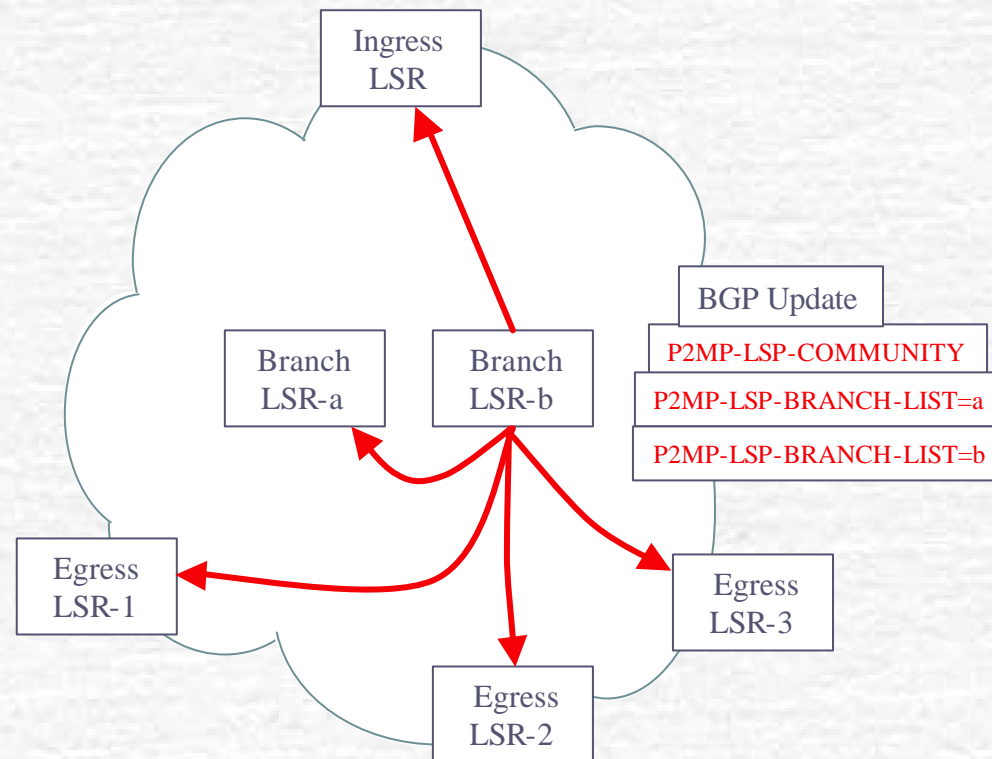 Ingress
LSR
BGP Update
P2MP-LSP-COMMUNITY
P2MP-LSP-BRANCH-LIST=a
P2MP-LSP-BRANCH-LIST=b
Branch
LSR-a
Branch
LSR-b
Egress
LSR-1
Egress
LSR-3
Egress
LSR-2